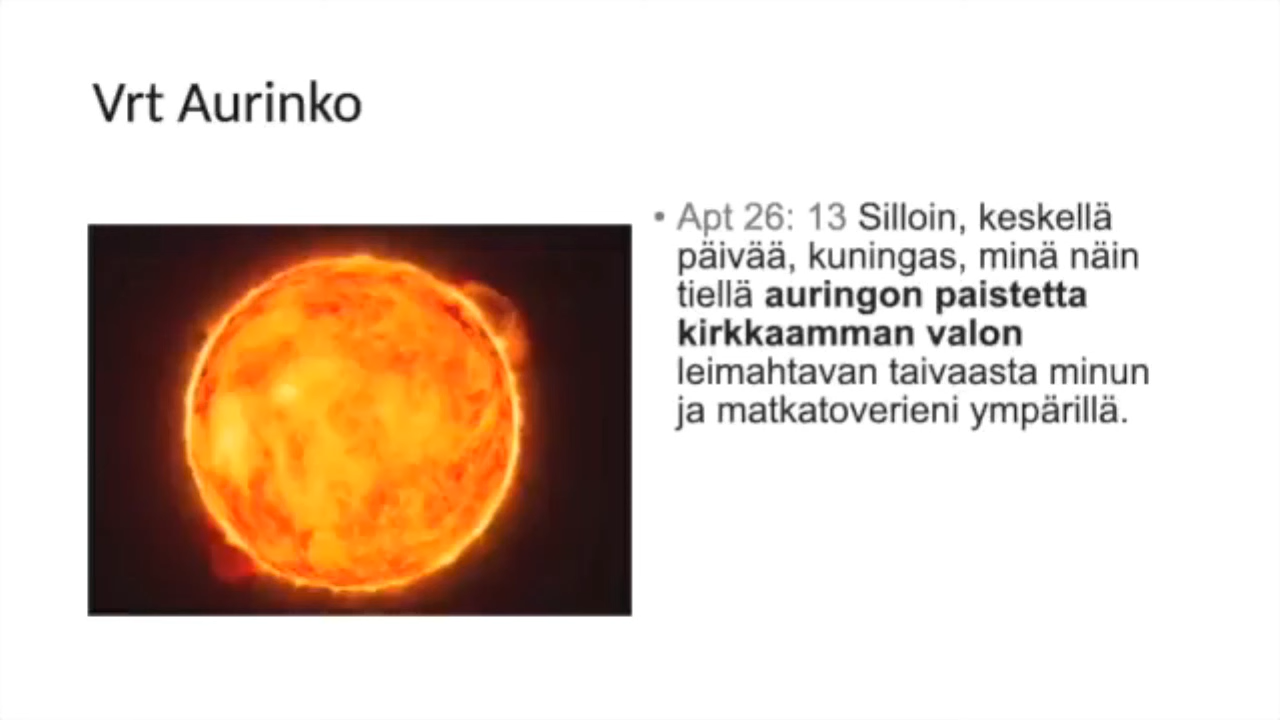 Vrt Aurinko
• Apt 26: 13 Silloin, keskellä
päivää, kuningas, minä näin
tiellä auringon paistetta
kirkkaamman valon
leimahtavan taivaasta minun
ja matkatoverieni ympärillä.